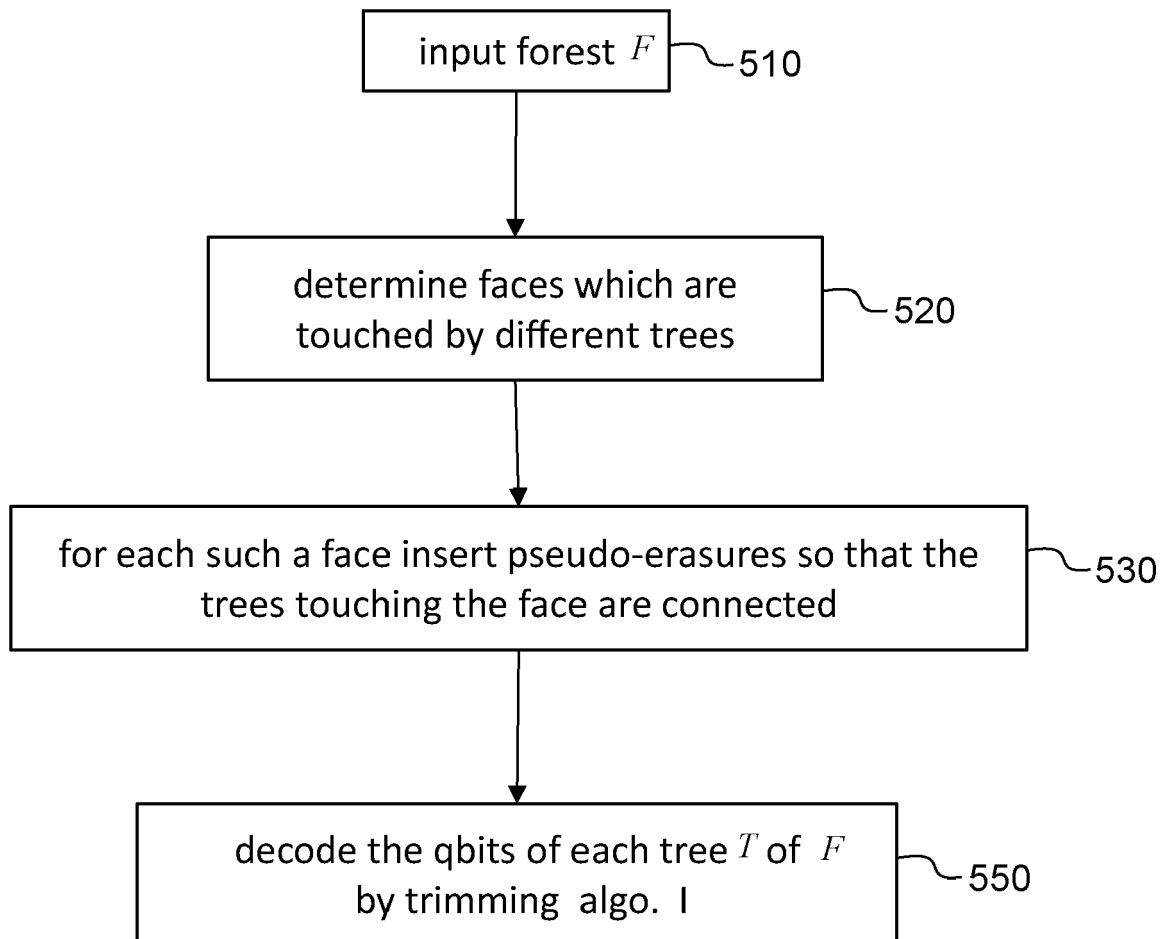 input forest F
510
determine faces which are
touched by different trees
520
for each such a face insert pseudo-erasures so that the
trees touching the face are connected
530
decode the qbits of each tree T of F
by trimming algo. I
550